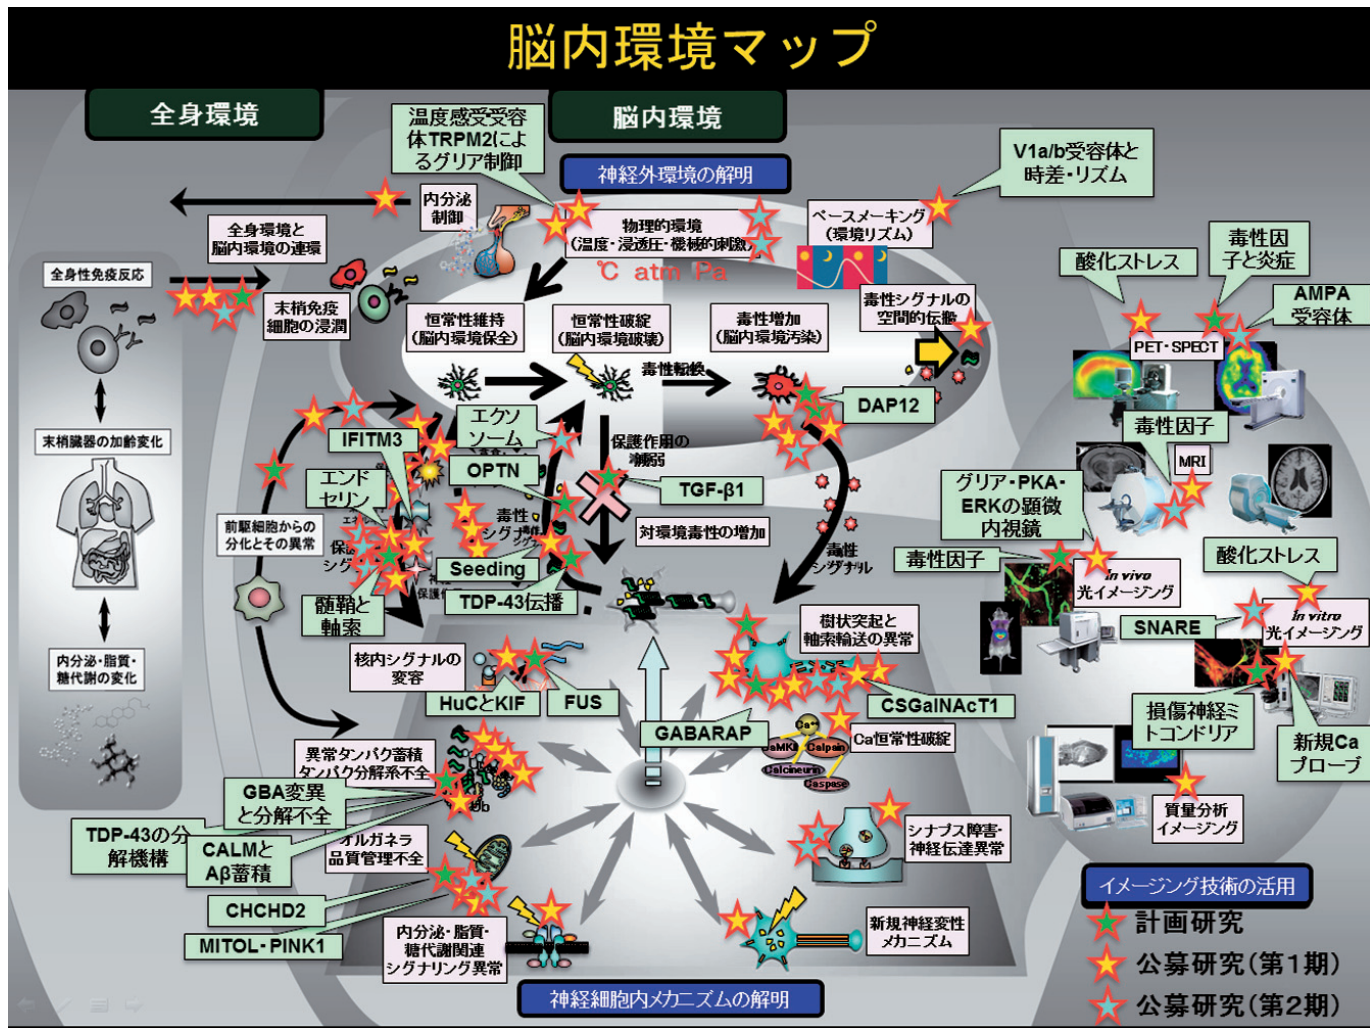 脳内環境マップ
全身環境
脳内環境
温度感受受容
体TRPM2によ
るグリア制御
神経外環境の解明
V1a/b受容体と
時差・リズム
内分泌
制御
物理的環境
(温度・浸透圧・機械的刺激)
℃ atm Pa
ペースメーキング
(環境リズム)
全身環境と
脳内環境の連環
全身性免疫反応
末梢免疫
細胞の浸潤
恒常性維持
(脳内環境保全)
恒常性破綻
(脳内環境破壊)
毒性増加
(脳内環境汚染)
毒性シグナルの
空間的伝搬
毒性転換
酸化ストレス
毒性因
子と炎症
AMPA
受容体
PET・SPECT
DAP12
末梢臓器の加齢変化
IFITM3
エクソ
ソーム
OPTN
保護作用の
減弱
TGF-β1
エンド
セリン
毒性
シグナル
対環境毒性の増加
前駆細胞からの
分化とその異常
Seeding
TDP-43伝播
髄鞘と
軸索
毒性
シグナル
毒性因子
MRI
グリア・PKA・
ERKの顕微
内視鏡
毒性因子
in vivo
光イメージング
酸化ストレス
SNARE
in vitro
光イメージング
損傷神経ミ
トコンドリア
新規Ca
プローブ
質量分析
イメージング
内分泌・脂質・
糖代謝の変化
核内シグナルの
変容
HuCとKIF
FUS
樹状突起と
軸索輸送の異常
CSGalNAcT1
GABARAP
Ca恒常性破綻
Ca++
CaMKII
Calpain
Calcineurin
Caspase
異常タンパク蓄積
タンパク分解系不全
GBA変異
と分解不全
TDP-43の分
解機構
CALMと
Aβ蓄積
オルガネラ
品質管理不全
CHCHD2
MITOL・PINK1
内分泌・脂質・
糖代謝関連
シグナリング異常
シナプス障害・
神経伝達異常
新規神経変性
メカニズム
神経細胞内メカニズムの解明
イメージング技術の活用
計画研究
公募研究(第1期)
公募研究(第2期)